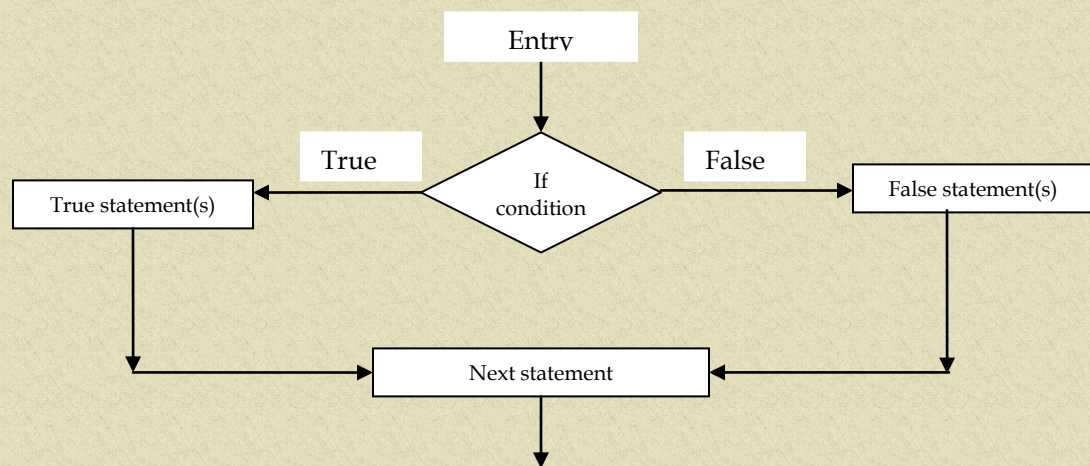 Entry
True
False
If
condition
True statement(s)
False statement(s)
Next statement